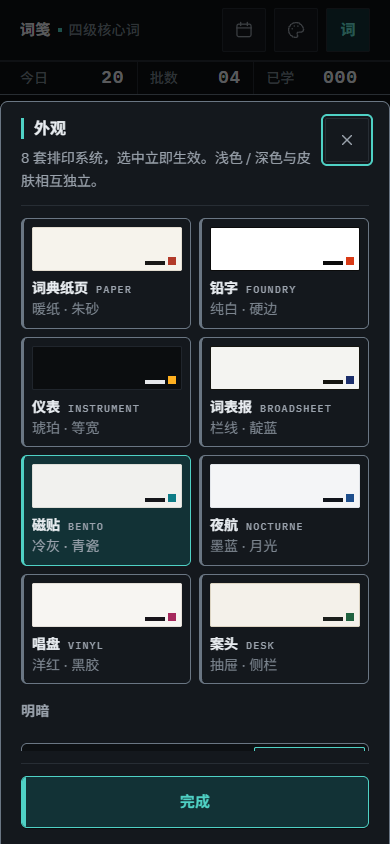 词笺 ▪ 四级核心词
词
今日 20 批数 04 已学 000
外观
8 套排印系统，选中立即生效。浅色 / 深色与皮
肤相互独立。
词典纸页 PAPER
暖纸 · 朱砂
铅字 FOUNDRY
纯白 · 硬边
仪表 INSTRUMENT
琥珀 · 等宽
词表报 BROADSHEET
栏线 · 靛蓝
磁贴 BENTO
冷灰 · 青瓷
夜航 NOCTURNE
墨蓝 · 月光
唱盘 VINYL
洋红 · 黑胶
案头 DESK
抽屉 · 侧栏
明暗
完成